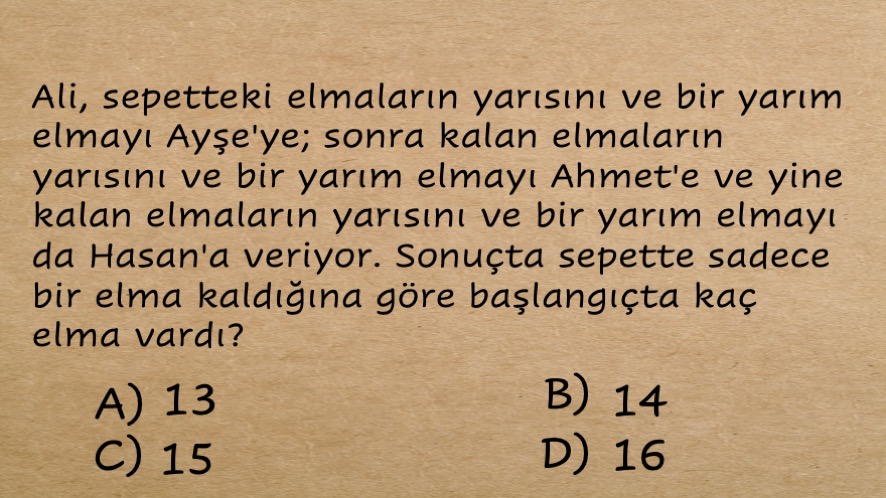 Ali, sepetteki elmaların yarısını ve bir yarım
elmayı Ayşe'ye; sonra kalan elmaların
yarısını ve bir yarım elmayı Ahmet'e ve yine
kalan elmaların yarısını ve bir yarım elmayı
da Hasan'a veriyor. Sonuçta sepette sadece
bir elma kaldığına göre başlangıçta kaç
elma vardı?
A) 13 B) 14
C) 15 D) 16